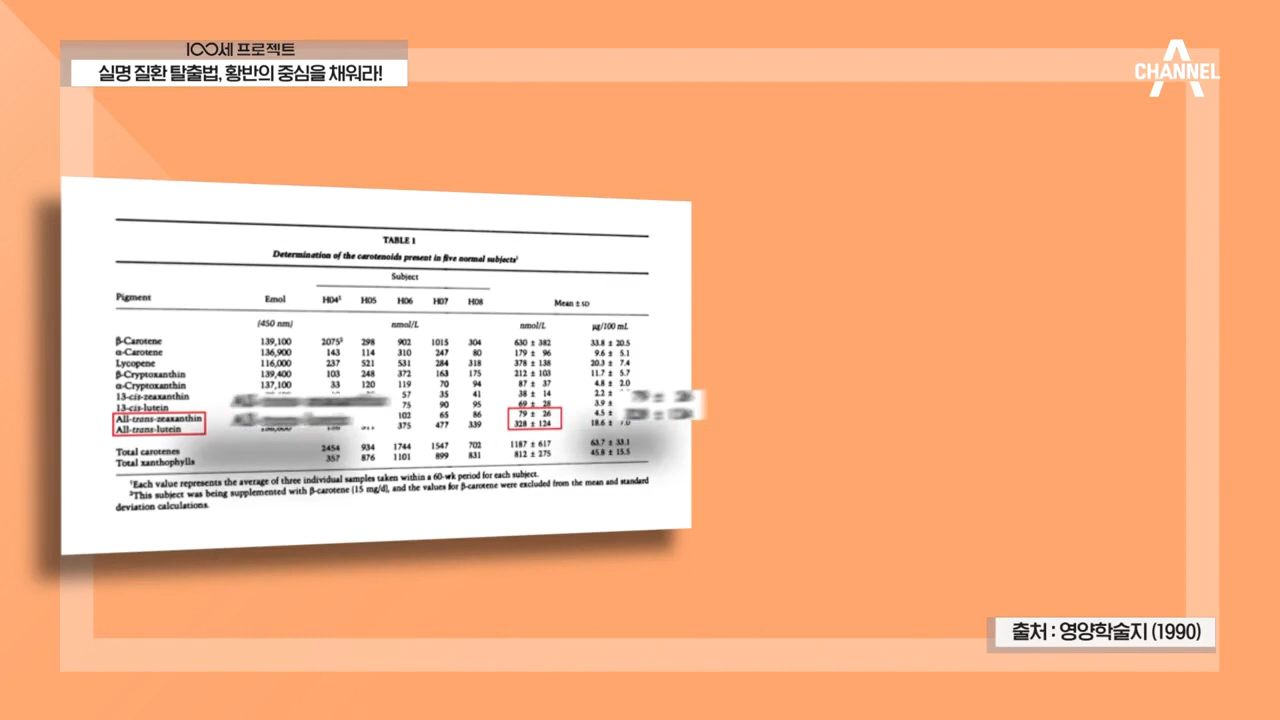 100세 프로젝트
실명 질환 탈출법, 황반의 중심을 채워라!
CHANNEL A
TABLE 1
Determination of the carotenoids present in five normal subjects¹
Subject
Pigment Emol H04² H05 H06 H07 H08 Mean ± SD
(450 nm) nmol/L nmol/L µg/100 mL
β-Carotene 139,100 2075² 298 902 1015 304 630 ± 382 33.8 ± 20.5
α-Carotene 136,900 143 114 310 247 80 179 ± 96 9.6 ± 5.1
Lycopene 116,000 237 521 531 284 318 378 ± 138 20.3 ± 7.4
β-Cryptoxanthin 139,400 103 248 372 163 175 212 ± 103 11.7 ± 5.7
α-Cryptoxanthin 137,100 33 120 119 70 94 87 ± 37 4.8 ± 2.0
13-cis-zeaxanthin 57 35 41 38 ± 14 2.2 ±
13-cis-lutein 75 90 95 69 ± 28 3.9 ±
All-trans-zeaxanthin 102 65 86 79 ± 26 4.5 ±
All-trans-lutein 375 477 339 328 ± 124 18.6 ±
Total carotenes 2454 934 1744 1547 702 1187 ± 617 63.7 ± 33.1
Total xanthophylls 357 876 1101 899 831 812 ± 275 45.8 ± 15.5
¹Each value represents the average of three individual samples taken within a 60-wk period for each subject.
²This subject was being supplemented with β-carotene (15 mg/d), and the values for β-carotene were excluded from the mean and standard
deviation calculations.
출처 : 영양학술지 (1990)